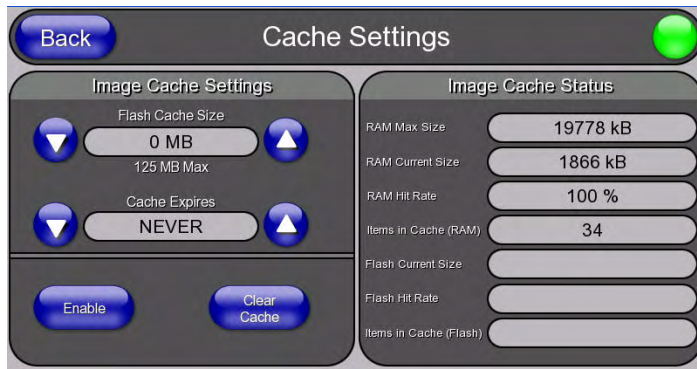 Back
Cache Settings
Image Cache Settings
Flash Cache Size
0 MB
125 MB Max
Cache Expires
NEVER
Enable
Clear
Cache
Image Cache Status
RAM Max Size
19778 kB
RAM Current Size
1866 kB
RAM Hit Rate
100 %
Items in Cache (RAM)
34
Flash Current Size
Flash Hit Rate
Items in Cache (Flash)